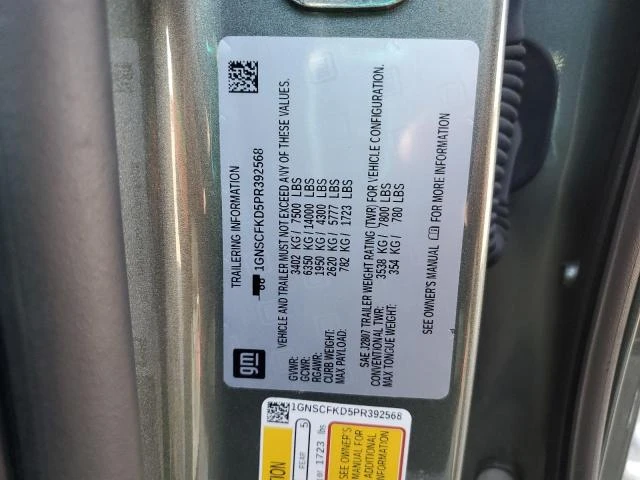 TRAILERING INFORMATION
1GNSCFKD5PR392568
VEHICLE AND TRAILER MUST NOT EXCEED ANY OF THESE VALUES.
GVWR: 3402 KG/ 7500 LBS
GCWR: 6350 KG/ 14000 LBS
RGAWR: 1950 KG/ 4300 LBS
CURB WEIGHT: 2620 KG/ 5777 LBS
MAX PAYLOAD: 782 KG/ 1723 LBS
SAE J2807 TRAILER WEIGHT RATING (TWR) FOR VEHICLE CONFIGURATION.
CONVENTIONAL TWR: 3538 KG/ 7800 LBS
MAX TONGUE WEIGHT: 354 KG/ 780 LBS
SEE OWNER'S MANUAL FOR MORE INFORMATION
gm
1GNSCFKD5PR392568
REAR 5
or 1723 lbs
SEE OWNER'S
MANUAL FOR
ADDITIONAL
INFORMATION